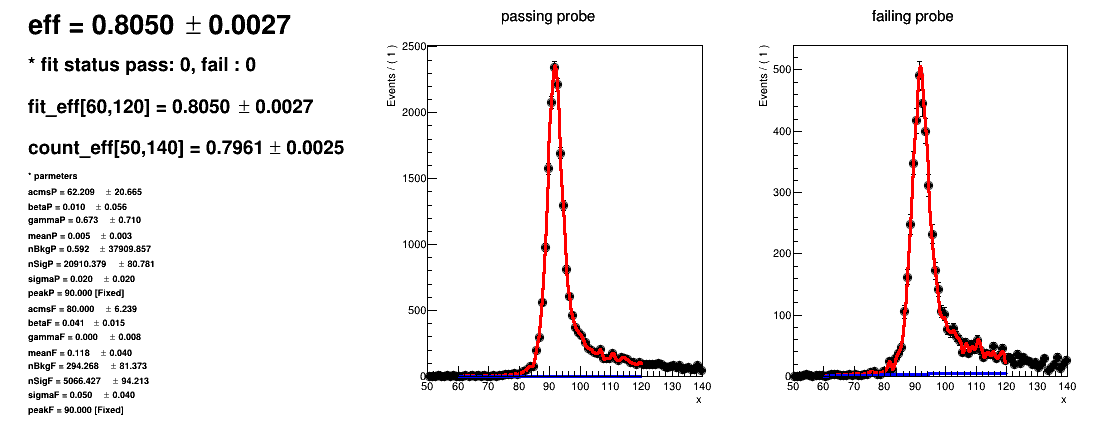 eff = 0.8050 ± 0.0027
* fit status pass: 0, fail : 0
fit_eff[60,120] = 0.8050 ± 0.0027
count_eff[50,140] = 0.7961 ± 0.0025
* parmeters
acmsP = 62.209 ± 20.665
betaP = 0.010 ± 0.056
gammaP = 0.673 ± 0.710
meanP = 0.005 ± 0.003
nBkgP = 0.592 ± 37909.857
nSigP = 20910.379 ± 80.781
sigmaP = 0.020 ± 0.020
peakP = 90.000 [Fixed]
acmsF = 80.000 ± 6.239
betaF = 0.041 ± 0.015
gammaF = 0.000 ± 0.008
meanF = 0.118 ± 0.040
nBkgF = 294.268 ± 81.373
nSigF = 5066.427 ± 94.213
sigmaF = 0.050 ± 0.040
peakF = 90.000 [Fixed]
passing probe
Events / ( 1 )
2500
2000
1500
1000
500
0
50 60 70 80 90 100 110 120 130 140
x
failing probe
Events / ( 1 )
500
400
300
200
100
0
50 60 70 80 90 100 110 120 130 140
x